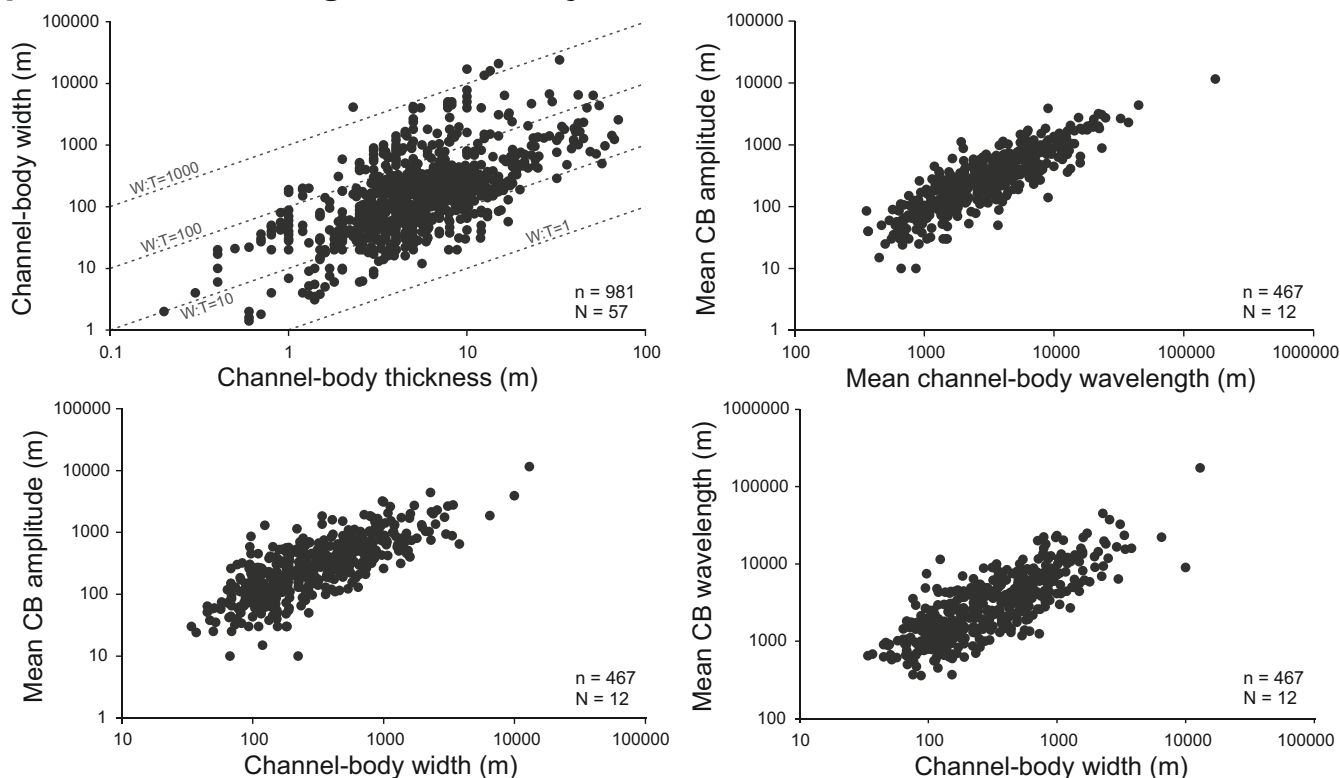 100000
10000
1000
100
10
1
0.1
1
10
100
Channel-body width (m)
Channel-body thickness (m)
W:T=1000
W:T=100
W:T=10
W:T=1
n = 981
N = 57
100000
10000
1000
100
10
1
100
1000
10000
100000
1000000
Mean CB amplitude (m)
Mean channel-body wavelength (m)
n = 467
N = 12
100000
10000
1000
100
10
1
10
100
1000
10000
100000
Mean CB amplitude (m)
Channel-body width (m)
n = 467
N = 12
1000000
100000
10000
1000
100
10
100
1000
10000
100000
Mean CB wavelength (m)
Channel-body width (m)
n = 467
N = 12